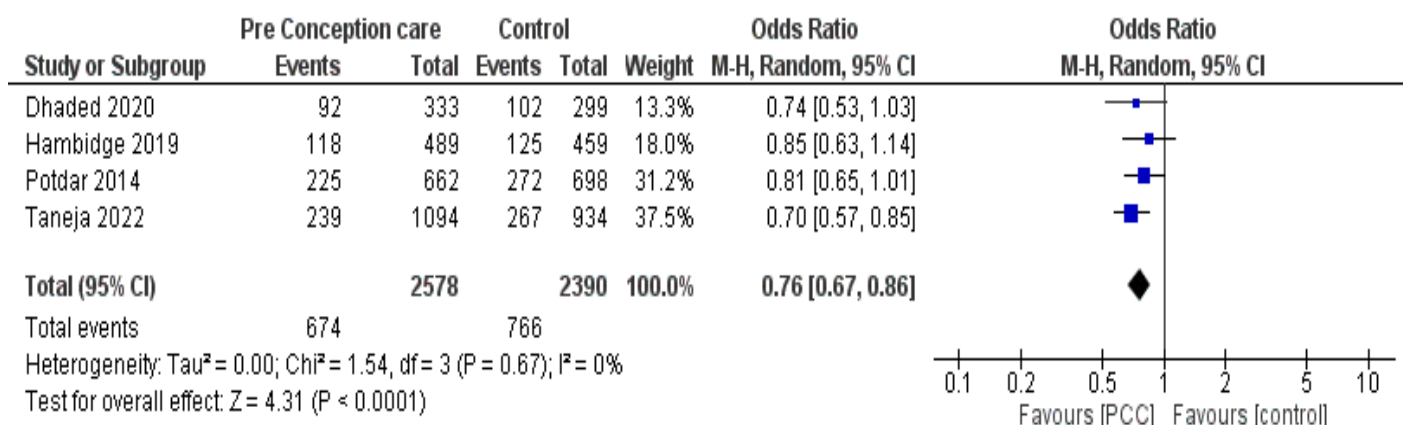 Pre Conception care Control Odds Ratio Odds Ratio
Study or Subgroup Events Total Events Total Weight M-H, Random, 95% CI M-H, Random, 95% CI
Dhaded 2020 92 333 102 299 13.3% 0.74 [0.53, 1.03]
Hambidge 2019 118 489 125 459 18.0% 0.85 [0.63, 1.14]
Potdar 2014 225 662 272 698 31.2% 0.81 [0.65, 1.01]
Taneja 2022 239 1094 267 934 37.5% 0.70 [0.57, 0.85]
Total (95% CI) 2578 2390 100.0% 0.76 [0.67, 0.86]
Total events 674 766
Heterogeneity: Tau² = 0.00; Chi² = 1.54, df = 3 (P = 0.67); I² = 0%
Test for overall effect: Z = 4.31 (P < 0.0001)
0.1 0.2 0.5 1 2 5 10
Favours [PCC] Favours [control]